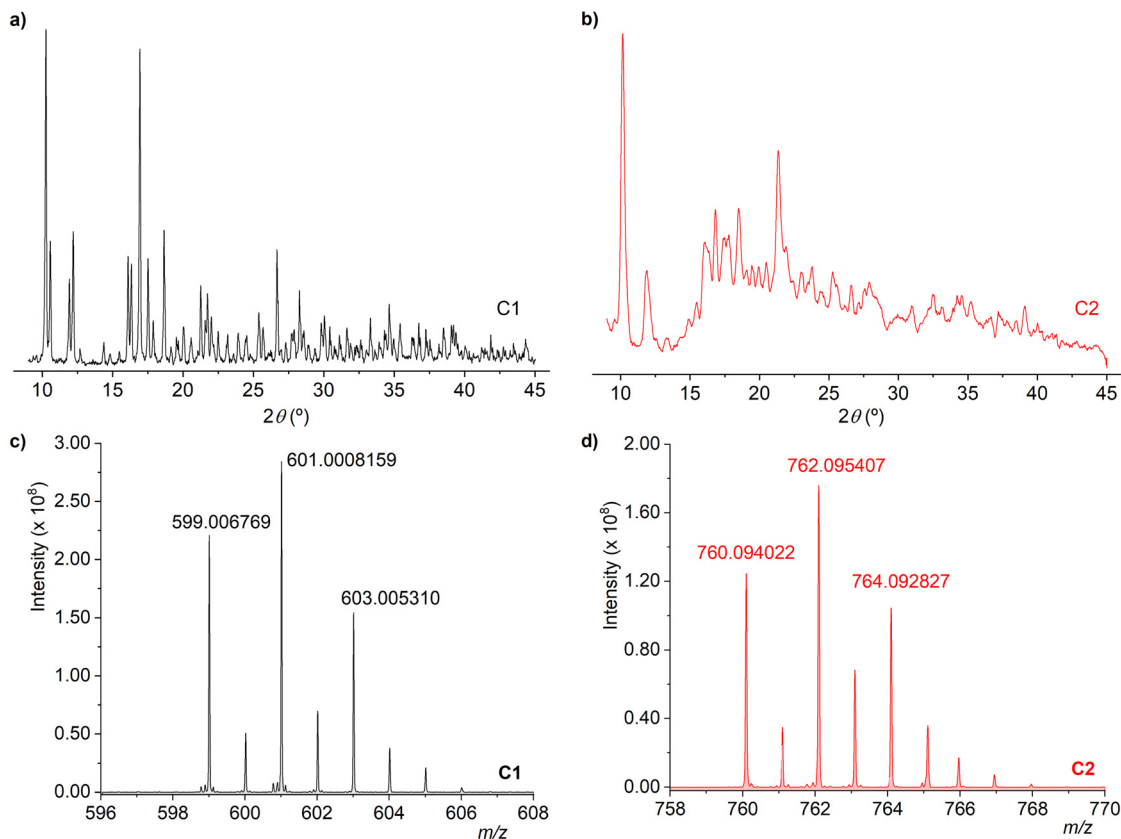 a)
C1
10 15 20 25 30 35 40 45
2θ (º)
b)
C2
10 15 20 25 30 35 40 45
2θ (º)
c)
3.00
2.50
2.00
1.50
1.00
0.50
0.00
Intensity (x 10⁸)
599.006769
601.0008159
603.005310
C1
596 598 600 602 604 606 608
m/z
d)
2.00
1.60
1.20
0.80
0.40
0.00
Intensity (x 10⁸)
760.094022
762.095407
764.092827
C2
758 760 762 764 766 768 770
m/z